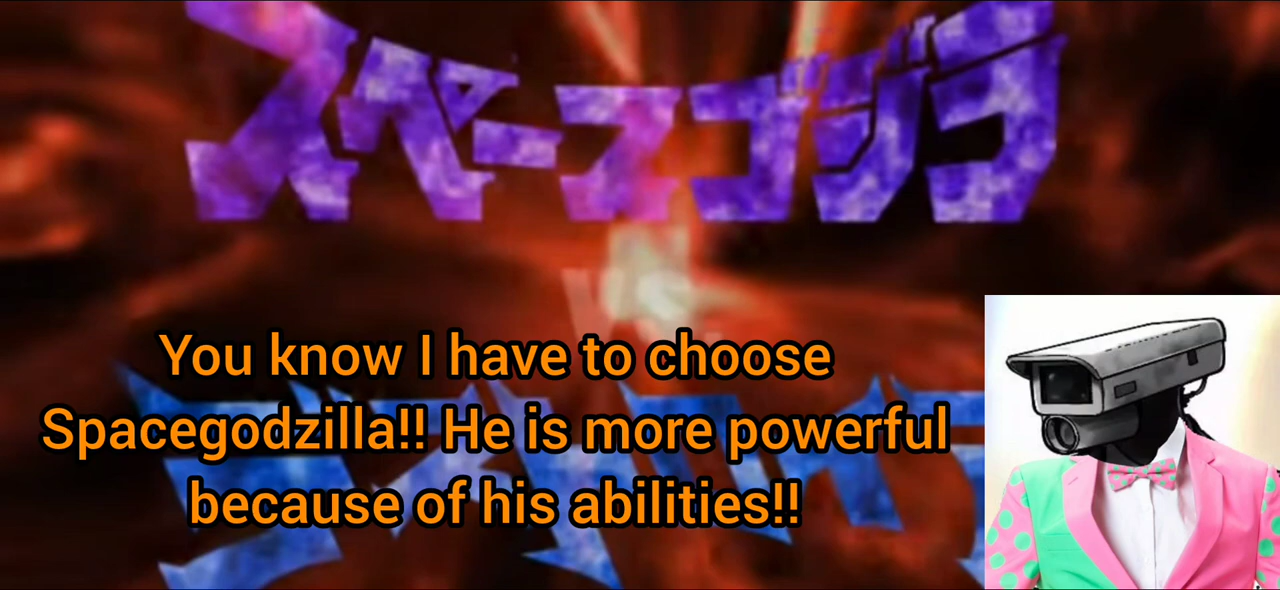 スペースゴジラ
VS.
You know I have to choose
Spacegodzilla!! He is more powerful
because of his abilities!!